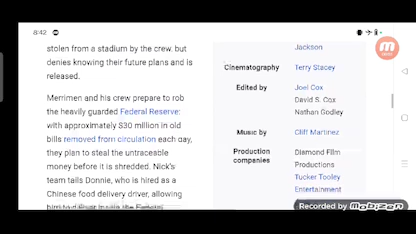 8:42
stolen from a stadium by the crew, but
denies knowing their future plans and is
released.
Merrimen and his crew prepare to rob
the heavily guarded Federal Reserve:
with approximately $30 million in old
bills removed from circulation each day,
they plan to steal the untraceable
money before it is shredded. Nick's
team tails Donnie, who is hired as a
Chinese food delivery driver, allowing
Jackson
Cinematography Terry Stacey
Edited by Joel Cox
David S. Cox
Nathan Godley
Music by Cliff Martinez
Production companies Diamond Film
Productions
Tucker Tooley
Entertainment
Recorded by Mobizen